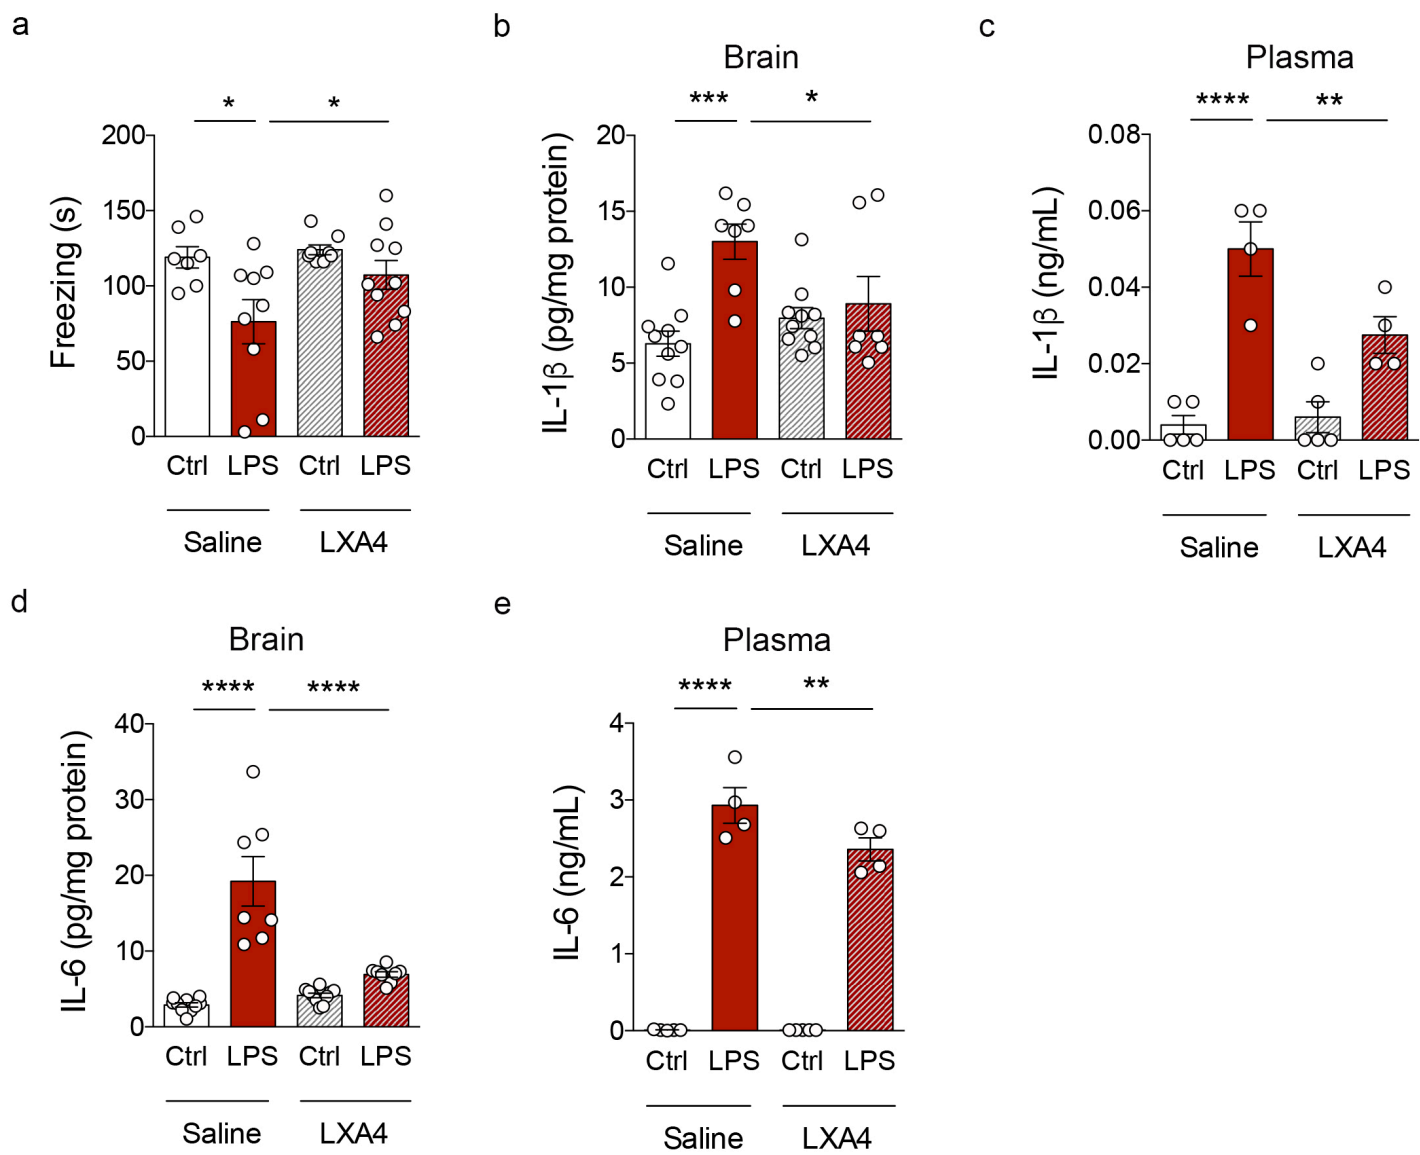 a
* *
Freezing (s)
200
150
100
50
0
Ctrl LPS Ctrl LPS
Saline LXA4
b
Brain
*** *
IL-1β (pg/mg protein)
20
15
10
5
0
Ctrl LPS Ctrl LPS
Saline LXA4
c
Plasma
**** **
IL-1β (ng/mL)
0.08
0.06
0.04
0.02
0.00
Ctrl LPS Ctrl LPS
Saline LXA4
d
Brain
**** ****
IL-6 (pg/mg protein)
40
30
20
10
0
Ctrl LPS Ctrl LPS
Saline LXA4
e
Plasma
**** **
IL-6 (ng/mL)
4
3
2
1
0
Ctrl LPS Ctrl LPS
Saline LXA4